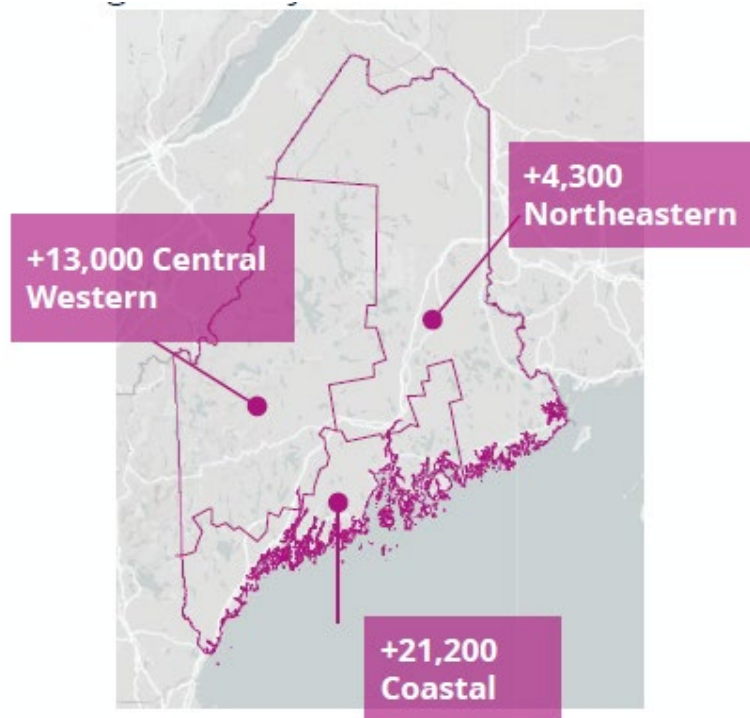 +4,300
Northeastern
+13,000 Central
Western
+21,200
Coastal